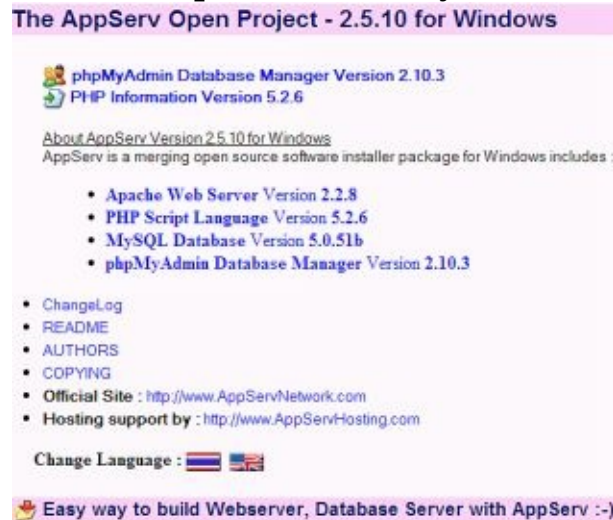 The AppServ Open Project - 2.5.10 for Windows
phpMyAdmin Database Manager Version 2.10.3
PHP Information Version 5.2.6
About AppServ Version 2.5.10 for Windows
AppServ is a merging open source software installer package for Windows includes :
• Apache Web Server Version 2.2.8
• PHP Script Language Version 5.2.6
• MySQL Database Version 5.0.51b
• phpMyAdmin Database Manager Version 2.10.3
• ChangeLog
• README
• AUTHORS
• COPYING
• Official Site : http://www.AppServNetwork.com
• Hosting support by : http://www.AppServHosting.com
Change Language :
Easy way to build Webserver, Database Server with AppServ :-)